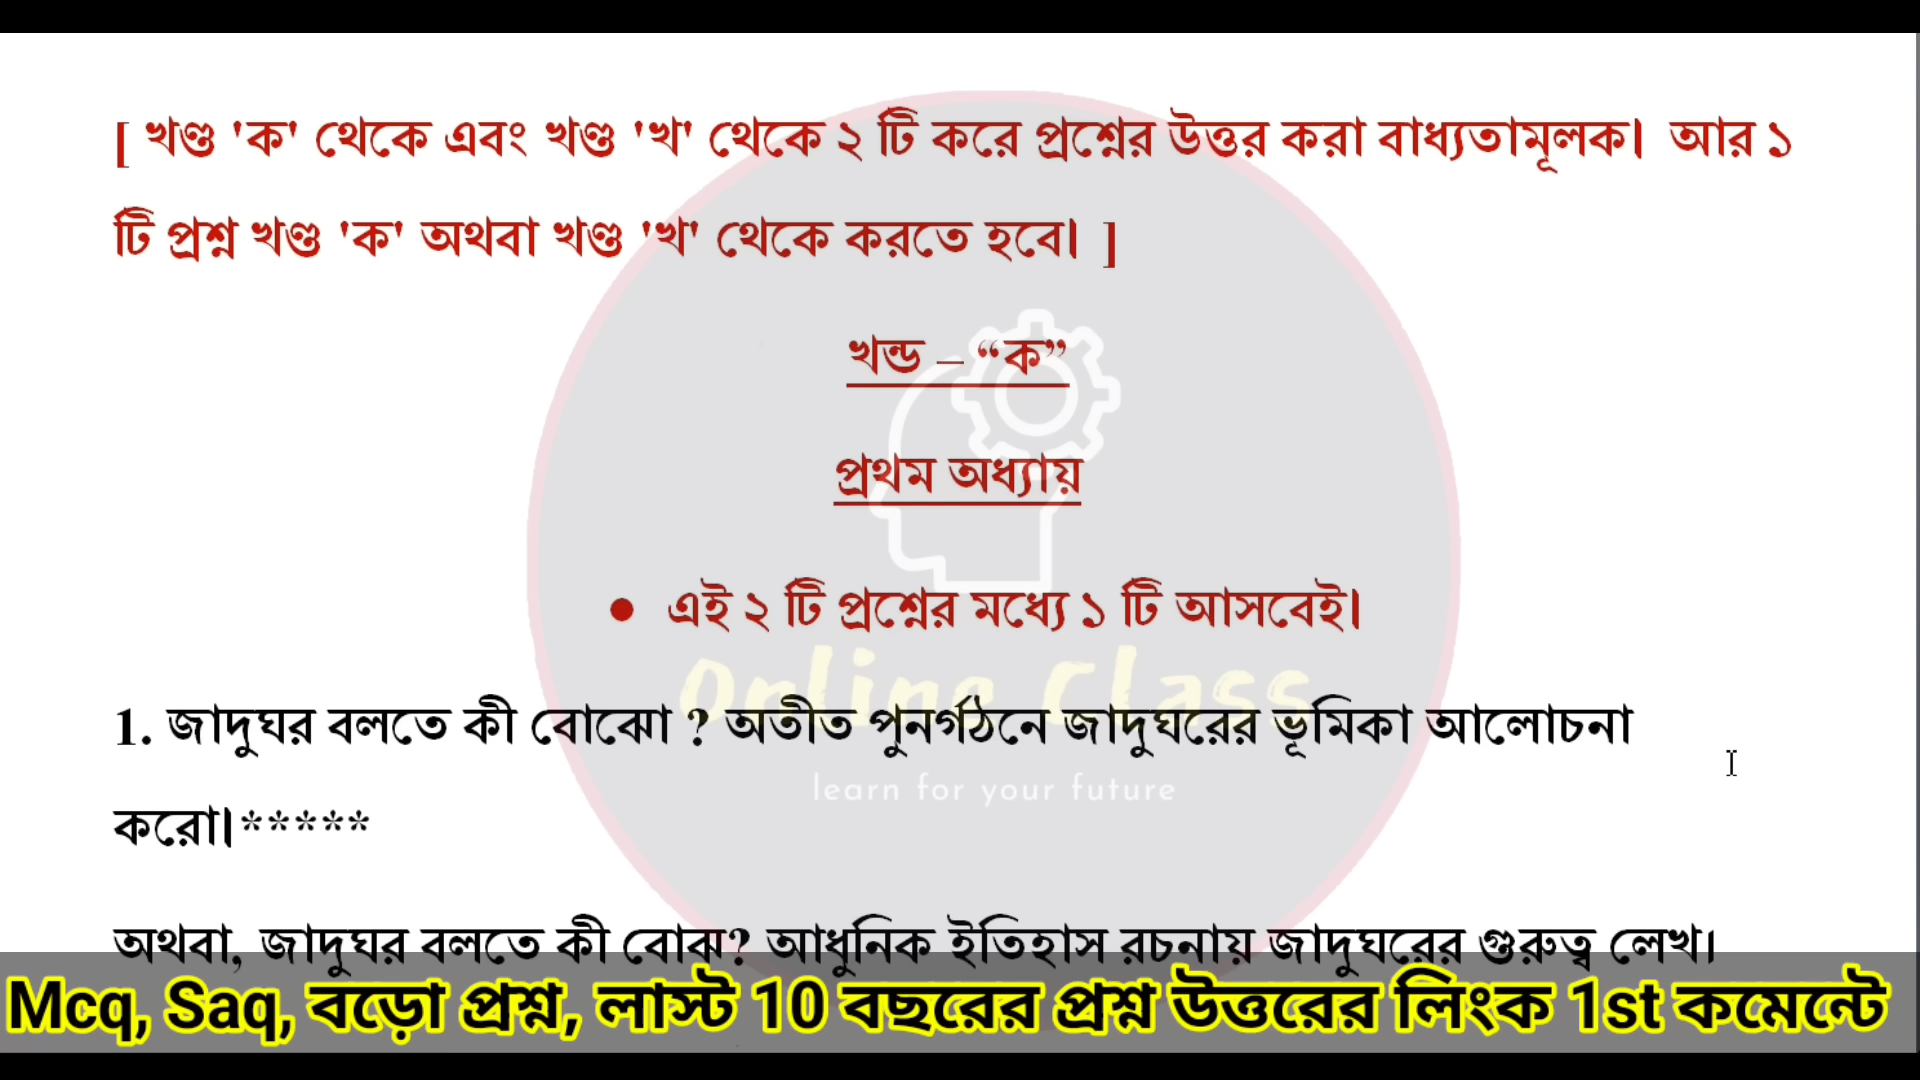 [ খণ্ড 'ক' থেকে এবং খণ্ড 'খ' থেকে ২ টি করে প্রশ্নের উত্তর করা বাধ্যতামূলক। আর ১
টি প্রশ্ন খণ্ড 'ক' অথবা খণ্ড 'খ' থেকে করতে হবে। ]
খন্ড – “ক”
প্রথম অধ্যায়
• এই ২ টি প্রশ্নের মধ্যে ১ টি আসবেই।
Online Class
1. জাদুঘর বলতে কী বোঝো ? অতীত পুনর্গঠনে জাদুঘরের ভূমিকা আলোচনা
learn for your future
করো।*****
অথবা, জাদুঘর বলতে কী বোঝ? আধুনিক ইতিহাস রচনায় জাদুঘরের গুরুত্ব লেখ।
Mcq, Saq, বড়ো প্রশ্ন, লাস্ট 10 বছরের প্রশ্ন উত্তরের লিংক 1st কমেন্টে